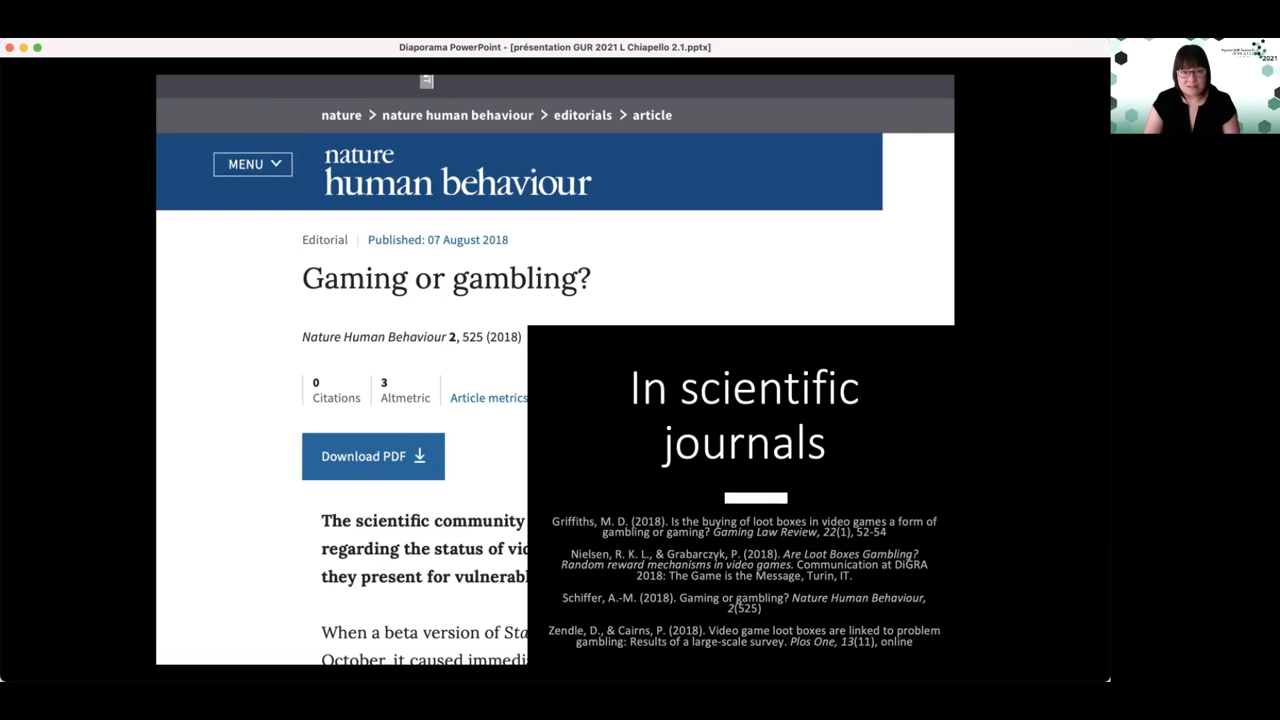 Diaporama PowerPoint - [présentation GUR 2021 L Chiapello 2.1.pptx]
2021
nature > nature human behaviour > editorials > article
MENU
nature
human behaviour
Editorial
Published: 07 August 2018
Gaming or gambling?
Nature Human Behaviour 2, 525 (2018)
0
Citations
3
Altmetric
Article metrics
Download PDF
The scientific community
regarding the status of
they present for
When a beta version of
October, it caused
In scientific
journals
Griffiths, M. D. (2018). Is the buying of loot boxes in video games a form of
gambling or gaming? Gaming Law Review, 22(1), 52-54
Nielsen, R. K. L., & Grabarczyk, P. (2018). Are Loot Boxes Gambling?
Random reward mechanisms in video games. Communication at DiGRA
2018: The Game is the Message, Turin, IT.
Schiffer, A.-M. (2018). Gaming or gambling? Nature Human Behaviour,
2(525)
Zendle, D., & Cairns, P. (2018). Video game loot boxes are linked to problem
gambling: Results of a large-scale survey. Plos One, 13(11), online